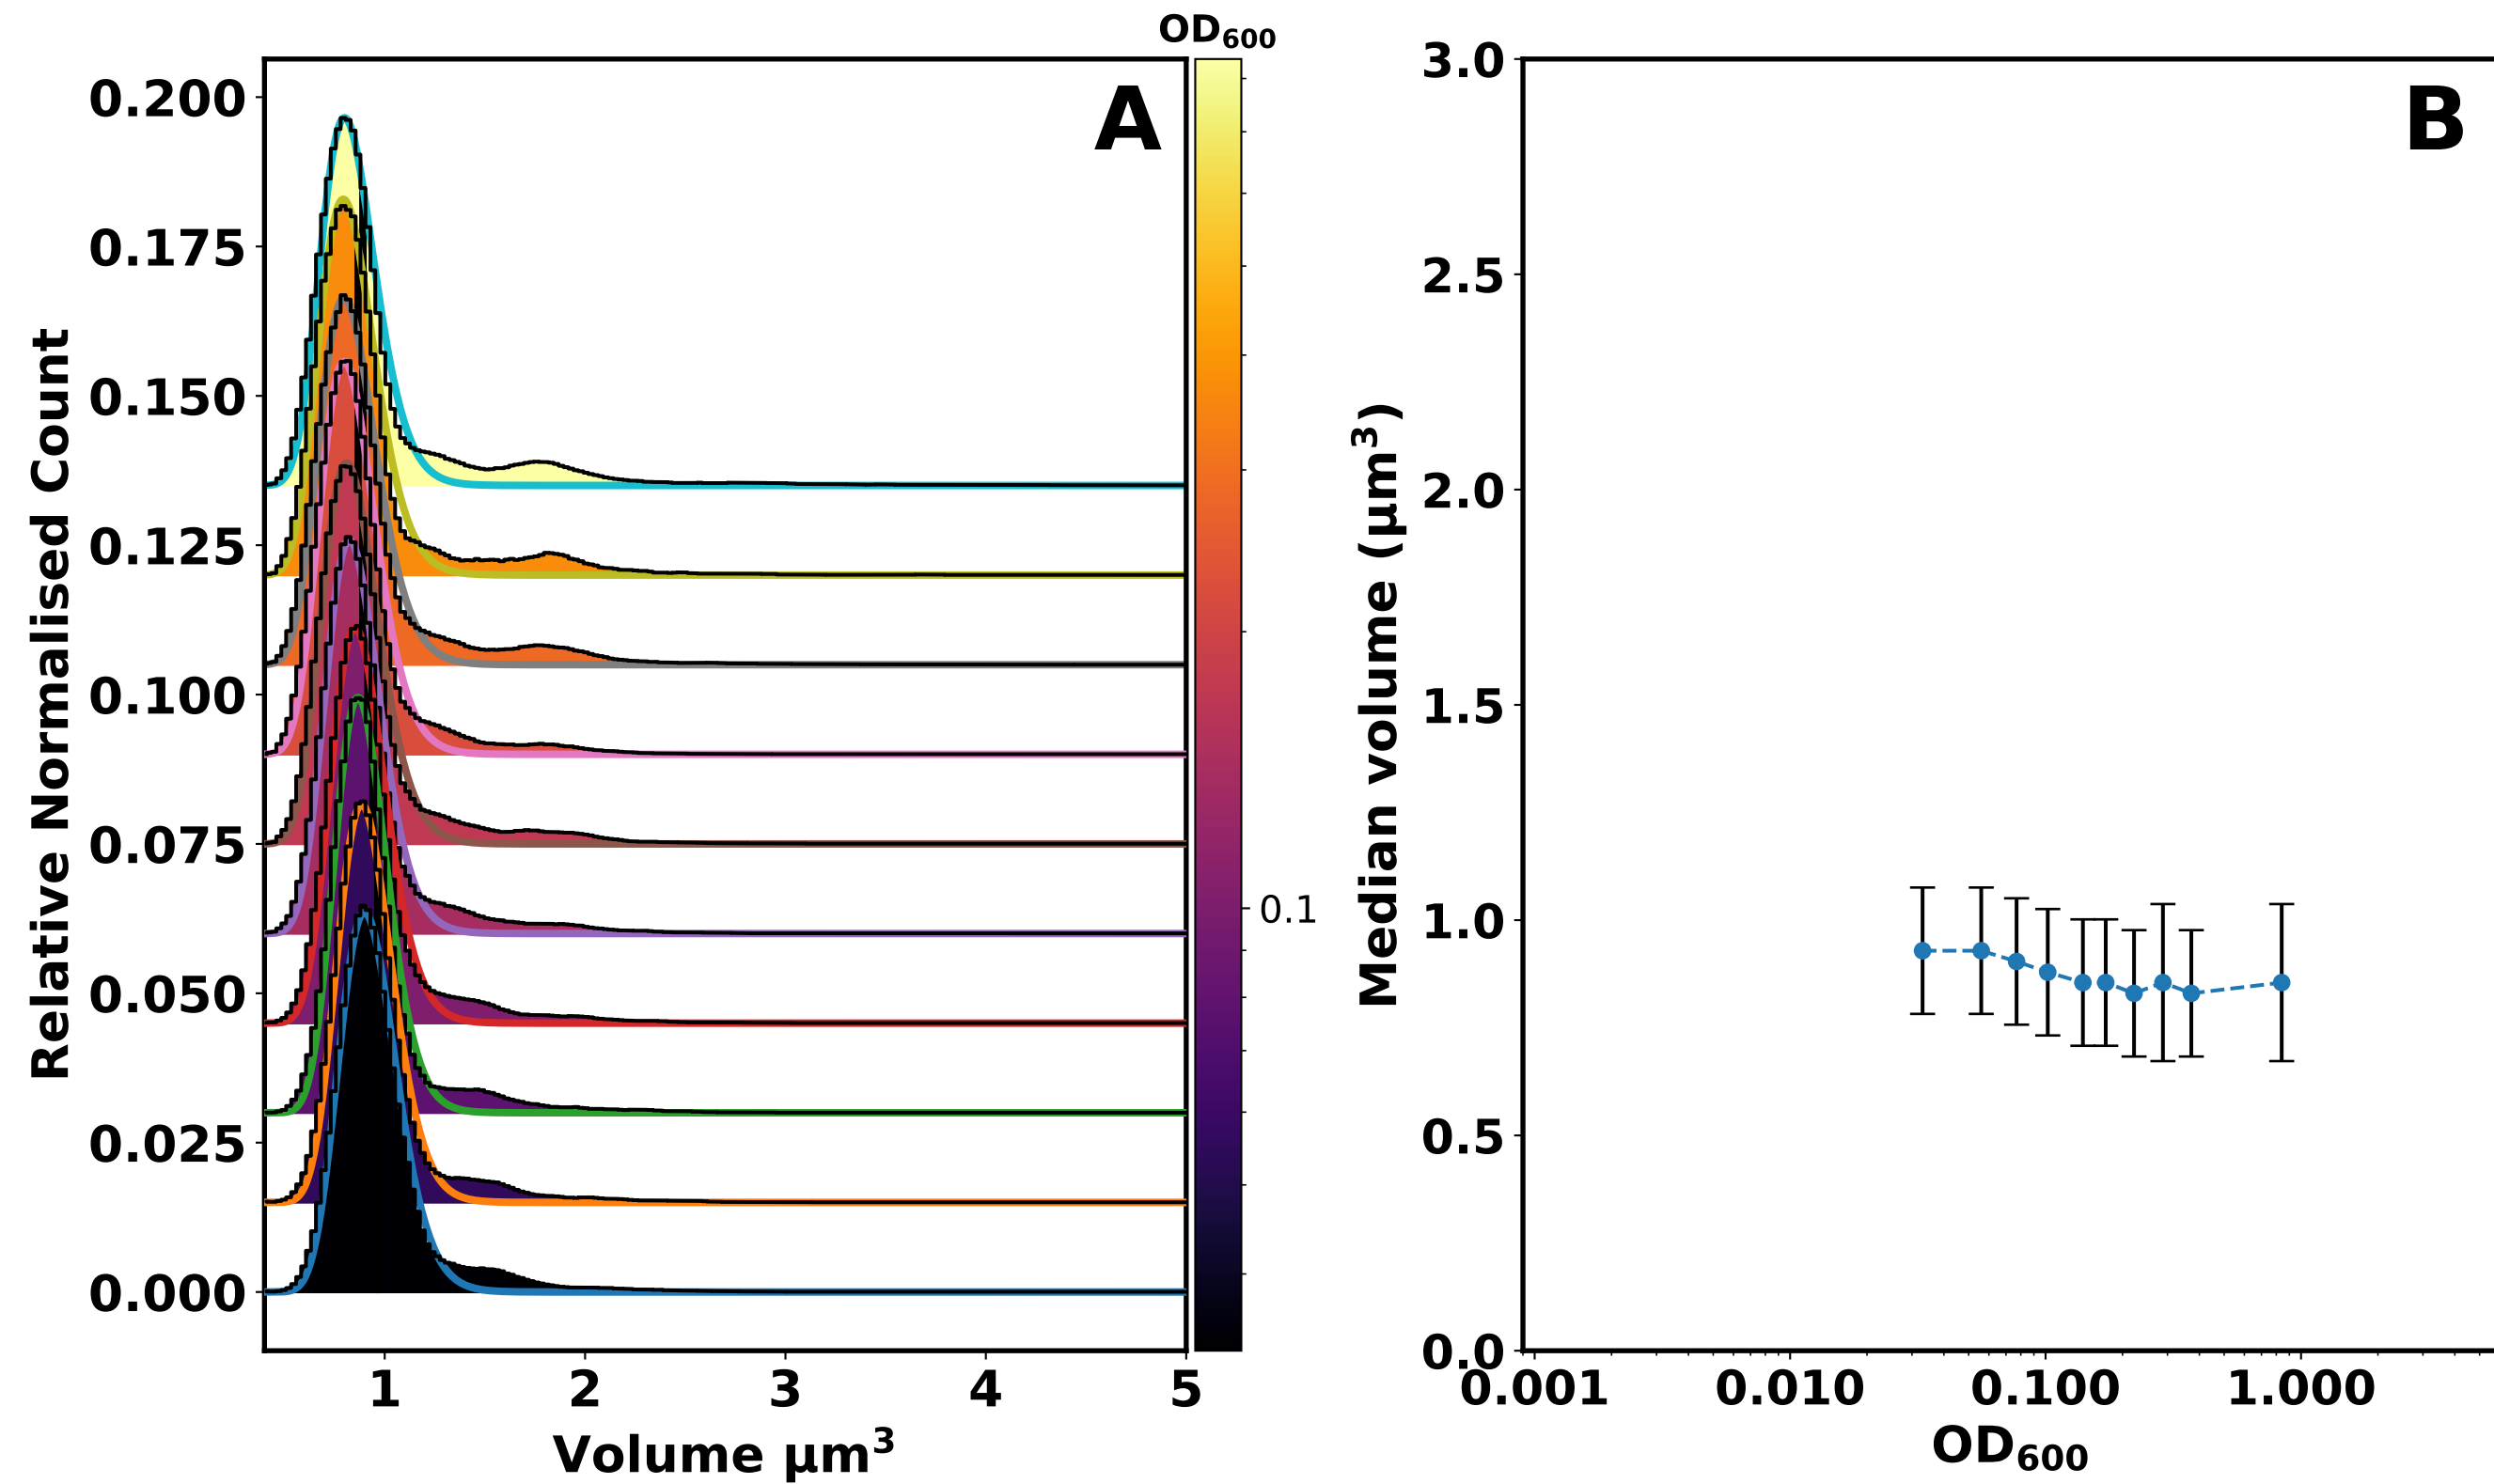 A
OD600
0.200
0.175
0.150
0.125
0.100
0.075
0.050
0.025
0.000
Relative Normalised Count
1 2 3 4 5
Volume µm³
0.1
B
3.0
2.5
2.0
1.5
1.0
0.5
0.0
Median volume (µm³)
0.001 0.010 0.100 1.000
OD600